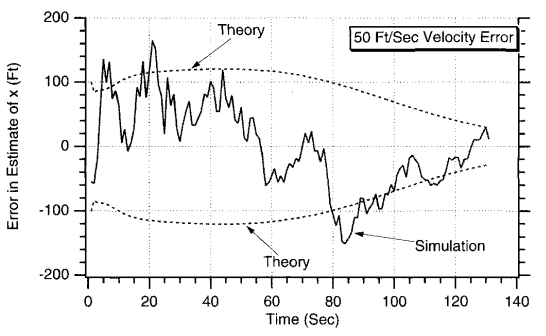 50 Ft/Sec Velocity Error
Theory
Theory
Simulation
Error in Estimate of x (Ft)
200
100
0
-100
-200
0 20 40 60 80 100 120 140
Time (Sec)